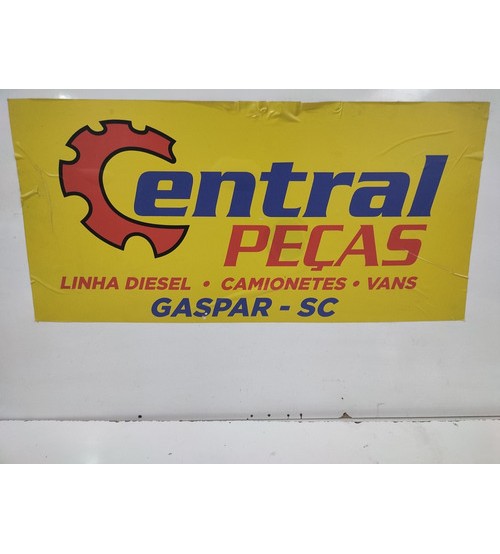 Central
PEÇAS
LINHA DIESEL • CAMIONETES • VANS
GASPAR - SC